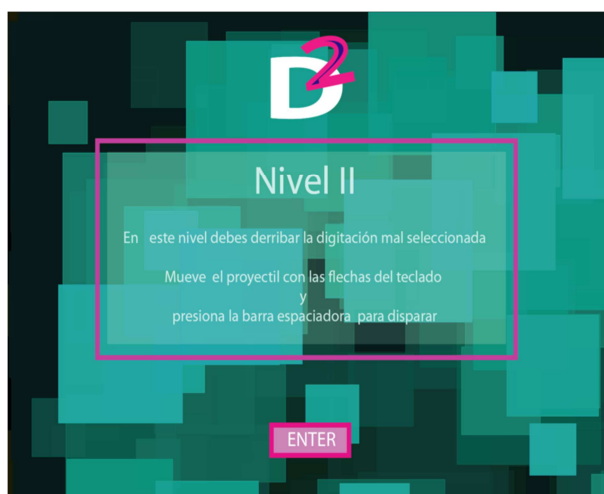 D2
Nivel II
En este nivel debes derribar la digitación mal seleccionada
Mueve el proyectil con las flechas del teclado
y
presiona la barra espaciadora para disparar
ENTER